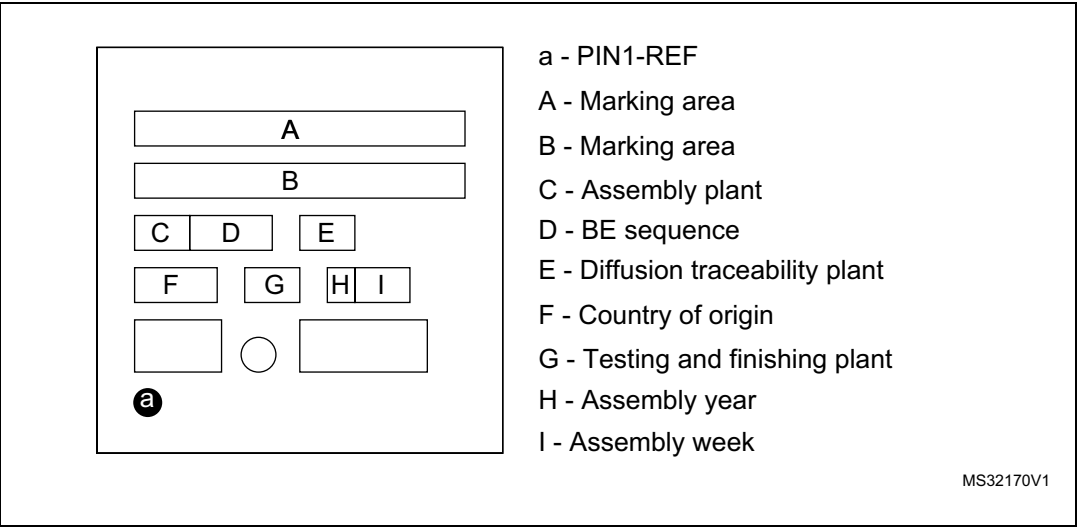 A
B
C D E
F G H I
a
a - PIN1-REF
A - Marking area
B - Marking area
C - Assembly plant
D - BE sequence
E - Diffusion traceability plant
F - Country of origin
G - Testing and finishing plant
H - Assembly year
I - Assembly week
MS32170V1